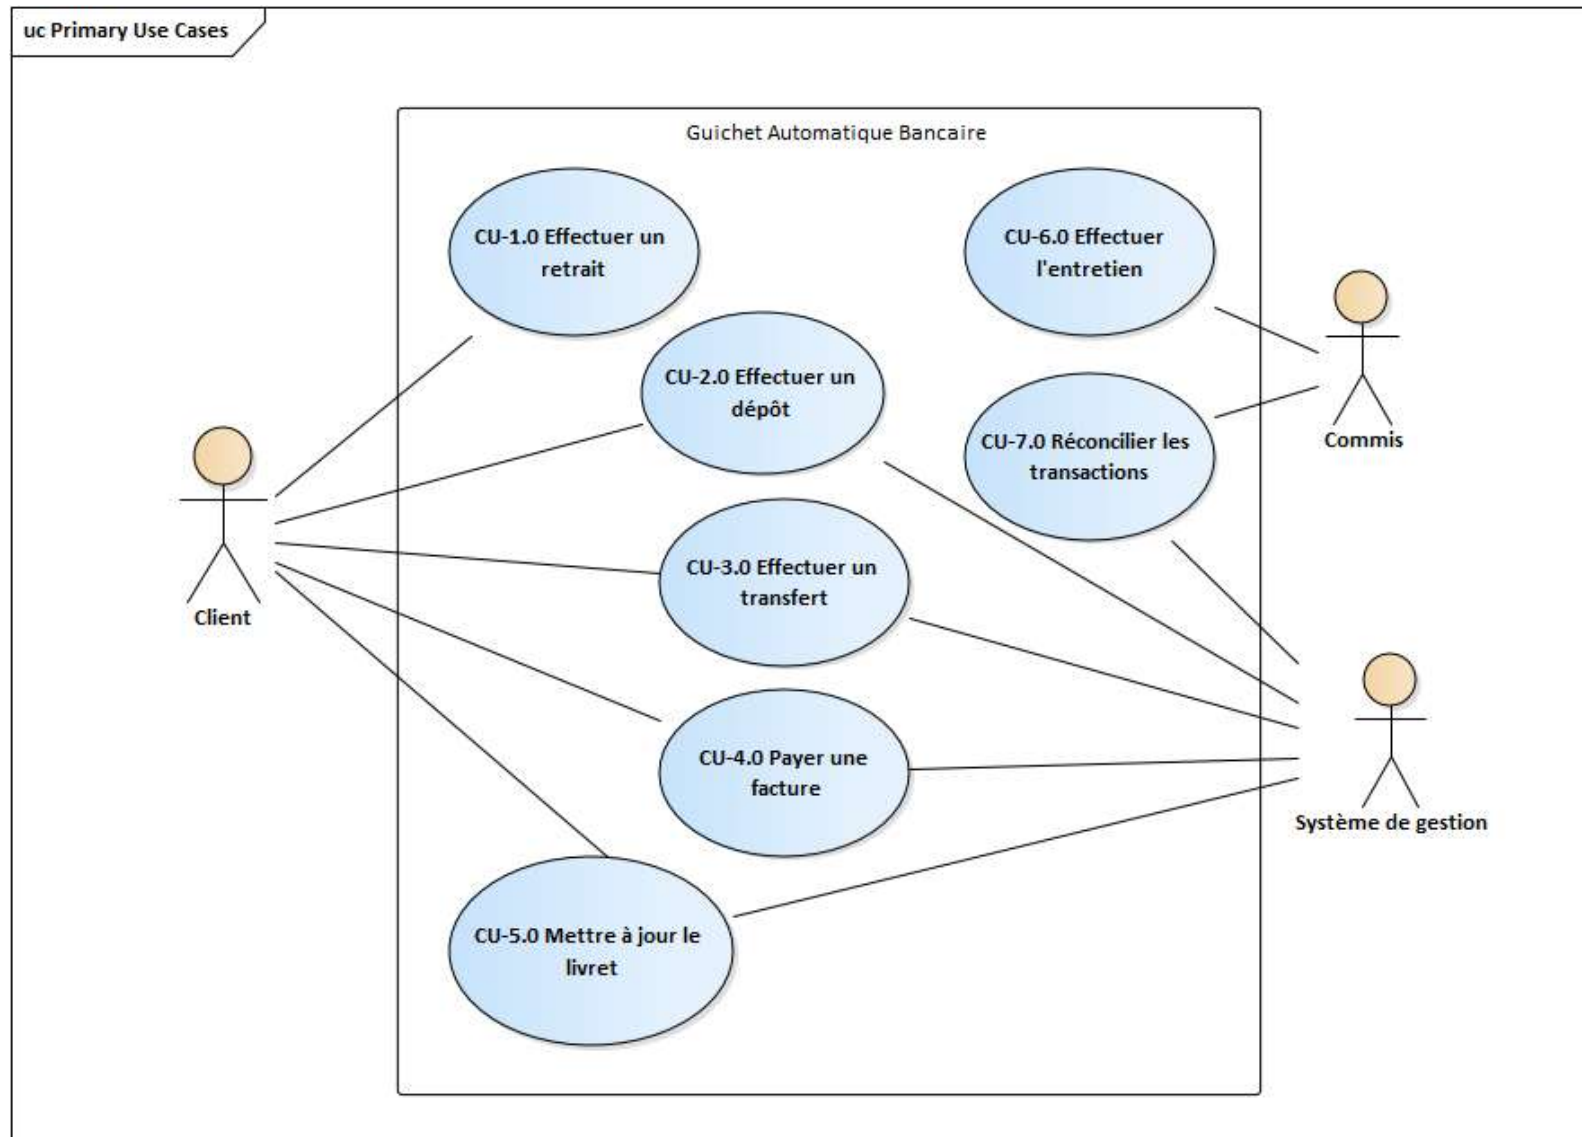 uc Primary Use Cases
Guichet Automatique Bancaire
CU-1.0 Effectuer un
retrait
CU-6.0 Effectuer
l'entretien
CU-2.0 Effectuer un
dépôt
Commis
CU-7.0 Réconcilier les
transactions
CU-3.0 Effectuer un
transfert
Client
CU-4.0 Payer une
facture
Système de gestion
CU-5.0 Mettre à jour le
livret